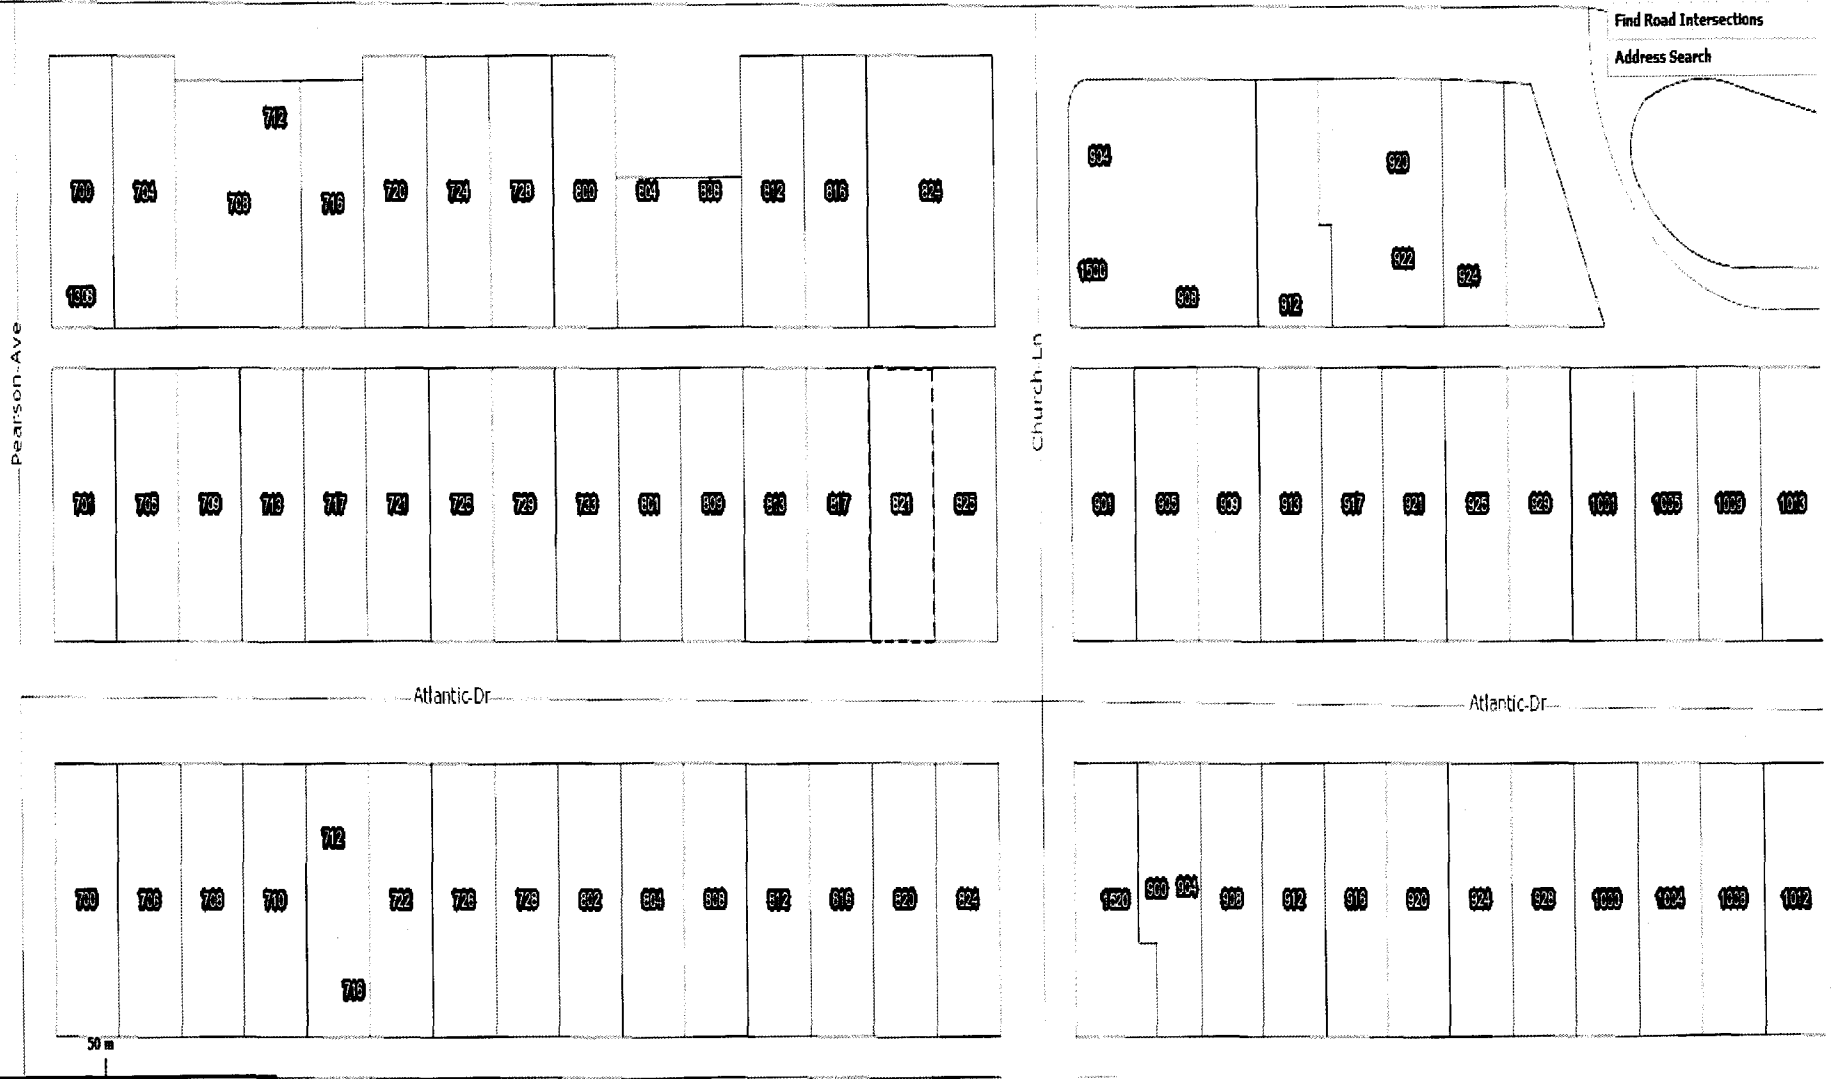 Find Road Intersections
Address Search
712
904 920
700 704 708 716 720 724 728 800 804 808 812 816 824
922
1500 924
1308 908 912
Pearson-Ave
Church-Ln
701 705 709 713 717 721 725 729 733 801 809 813 817 821 825 901 905 909 913 917 921 925 929 1001 1005 1009 1013
Atlantic-Dr Atlantic-Dr
712
700 706 708 710 722 726 728 802 804 808 812 816 820 824 1520 900 904 908 912 916 920 924 928 1000 1004 1008 1012
716
50 m